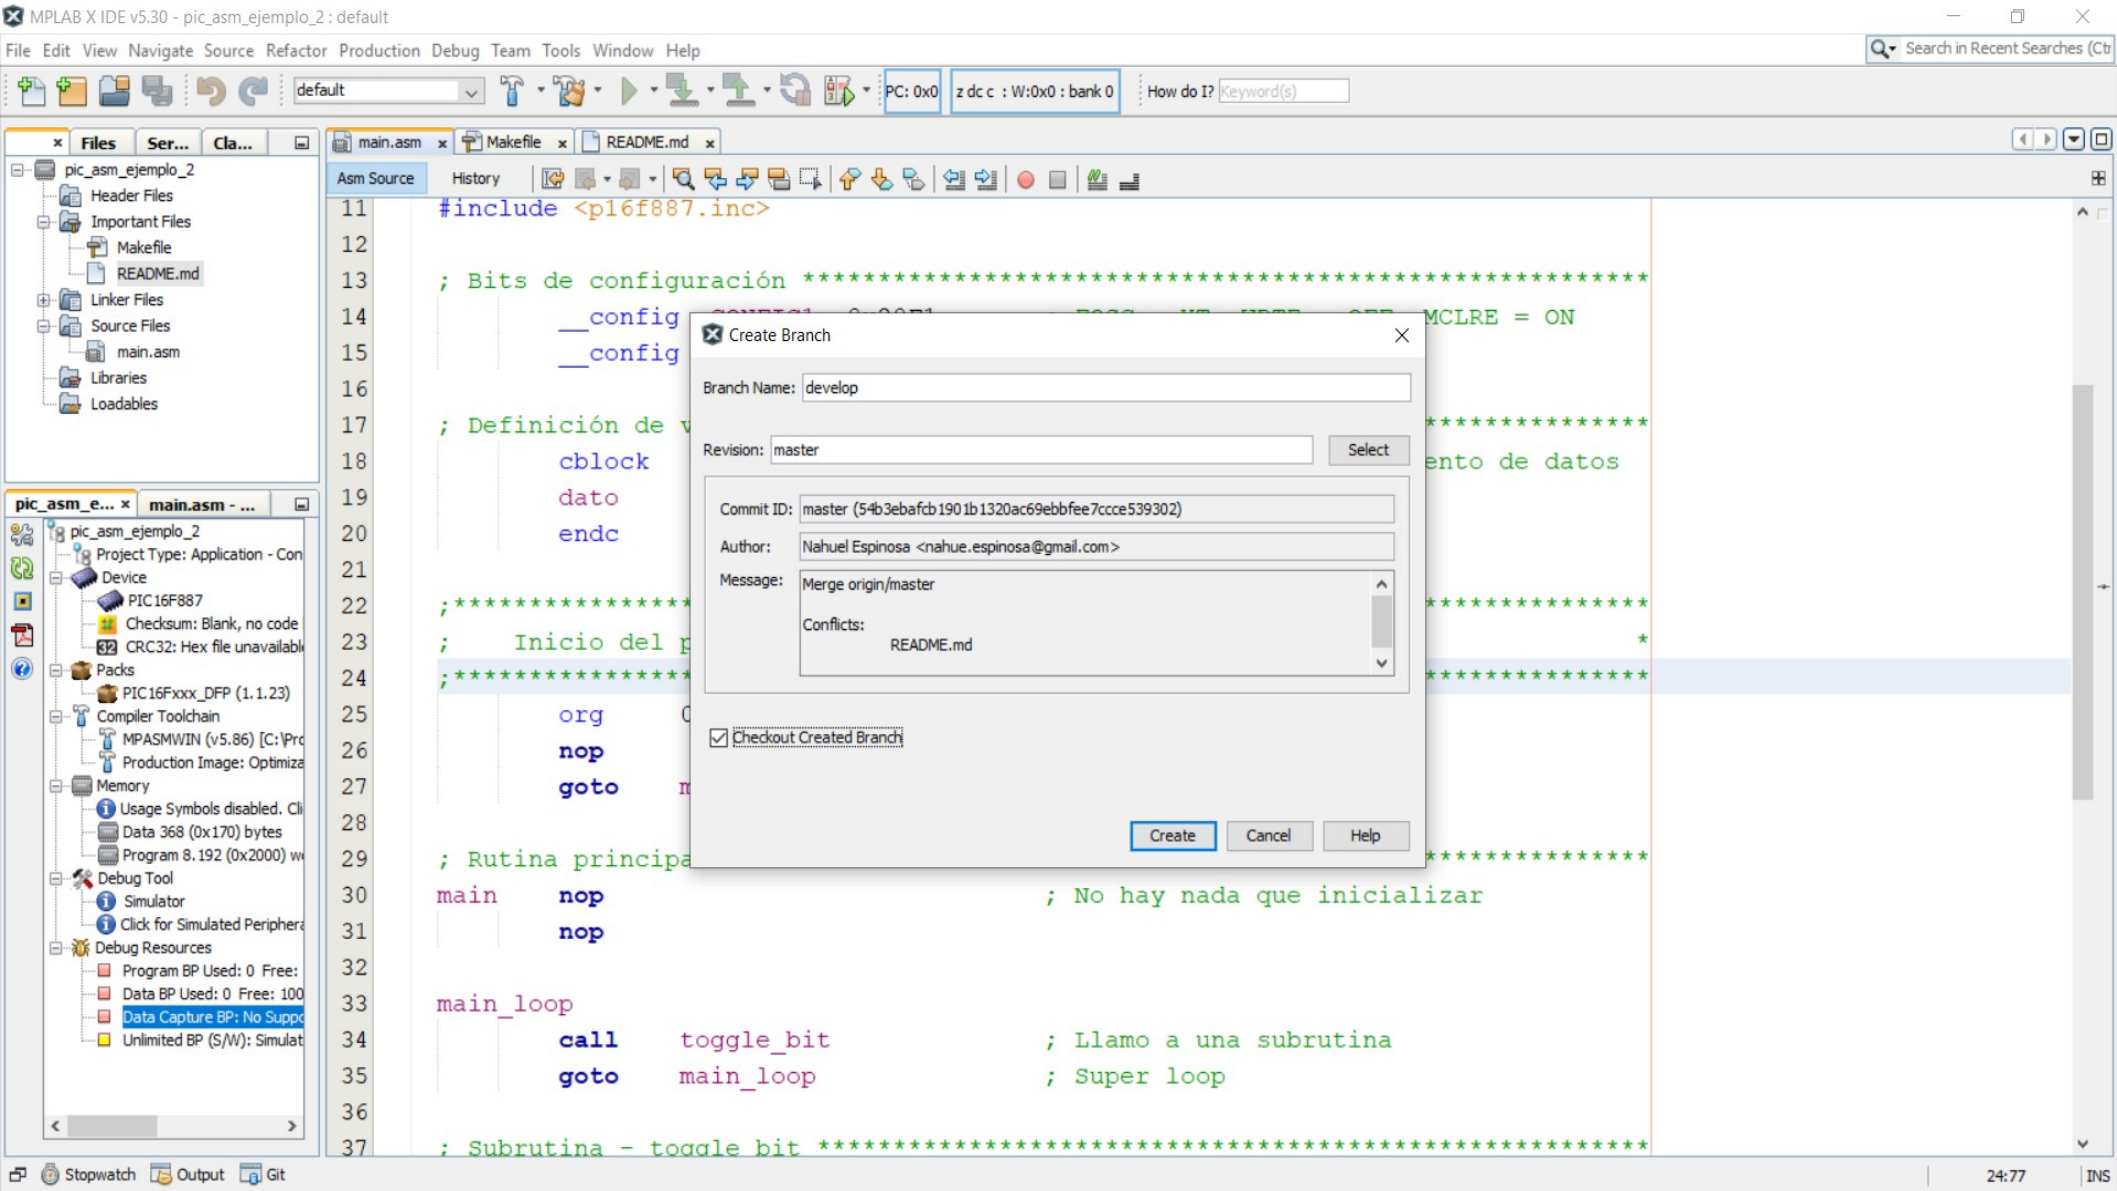 MPLAB X IDE v5.30 - pic_asm_ejemplo_2 : default
File Edit View Navigate Source Refactor Production Debug Team Tools Window Help
Search in Recent Searches (Ctr
default
PC: 0x0
z dc c : W:0x0 : bank 0
How do I? Keyword(s)
Files Ser... Cla...
pic_asm_ejemplo_2
Header Files
Important Files
Makefile
README.md
Linker Files
Source Files
main.asm
Libraries
Loadables
pic_asm_e... main.asm - ...
pic_asm_ejemplo_2
Project Type: Application - Con
Device
PIC16F887
Checksum: Blank, no code
32 CRC32: Hex file unavailabl
Packs
PIC16Fxxx_DFP (1.1.23)
Compiler Toolchain
MPASMWIN (v5.86) [C:\Pro
Production Image: Optimiza
Memory
Usage Symbols disabled. Cli
Data 368 (0x170) bytes
Program 8.192 (0x2000) w
Debug Tool
Simulator
Click for Simulated Periphera
Debug Resources
Program BP Used: 0 Free:
Data BP Used: 0 Free: 100
Data Capture BP: No Suppo
Unlimited BP (S/W): Simulat
main.asm Makefile README.md
Asm Source History
11 #include <p16f887.inc>
12
13 ; Bits de configuración ********************************************************
14 __config MCLRE = ON
15 __config
16
17 ; Definición de v ***************
18 cblock ento de datos
19 dato
20 endc
21
22 ;**************** ***************
23 ; Inicio del p *
24 ;**************** ***************
25 org 0
26 nop
27 goto m
28
29 ; Rutina principa ***************
30 main nop ; No hay nada que inicializar
31 nop
32
33 main_loop
34 call toggle_bit ; Llamo a una subrutina
35 goto main_loop ; Super loop
36
37 ; Subrutina - toggle bit *******************************************************
Create Branch
Branch Name: develop
Revision: master Select
Commit ID: master (54b3ebafcb1901b1320ac69ebbfee7ccce539302)
Author: Nahuel Espinosa <nahue.espinosa@gmail.com>
Message: Merge origin/master
Conflicts:
README.md
Checkout Created Branch
Create Cancel Help
Stopwatch Output Git
24:77 INS